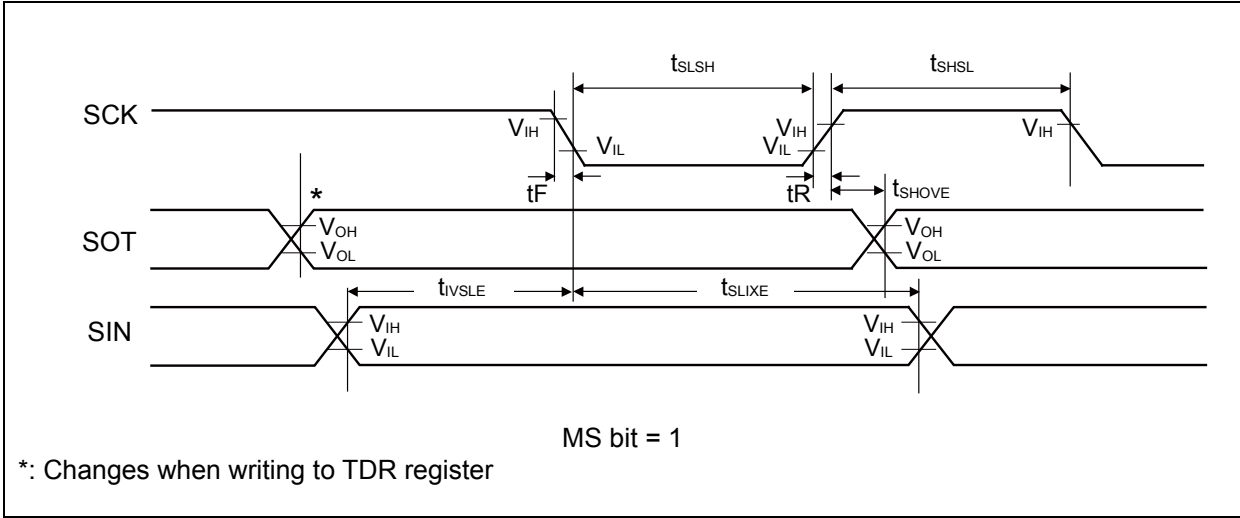 tSLSH tSHSL
SCK VIH VIL VIH VIL VIH
tF tR tSHOVE
*
SOT VOH VOL VOH VOL
tIVSLE tSLIXE
SIN VIH VIL VIH VIL
MS bit = 1
*: Changes when writing to TDR register